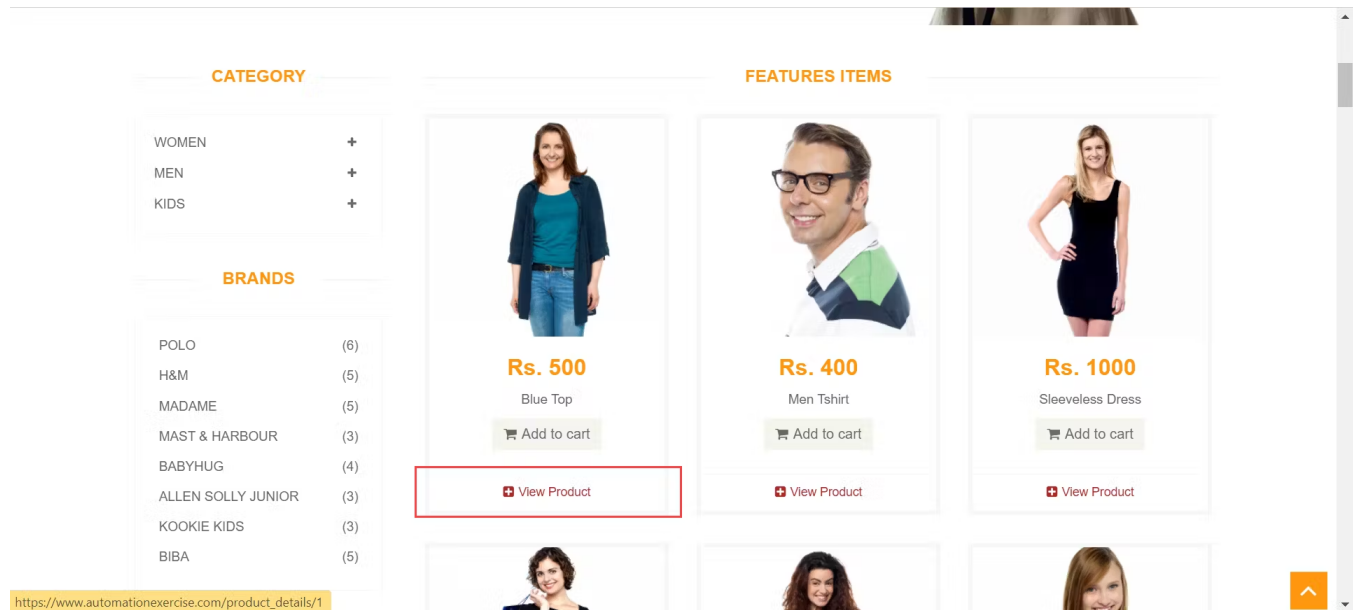 CATEGORY
WOMEN
MEN
KIDS
BRANDS
POLO (6)
H&M (5)
MADAME (5)
MAST & HARBOUR (3)
BABYHUG (4)
ALLEN SOLLY JUNIOR (3)
KOOKIE KIDS (3)
BIBA (5)
FEATURES ITEMS
Rs. 500
Blue Top
Add to cart
View Product
Rs. 400
Men Tshirt
Add to cart
View Product
Rs. 1000
Sleeveless Dress
Add to cart
View Product
https://www.automationexercise.com/product_details/1